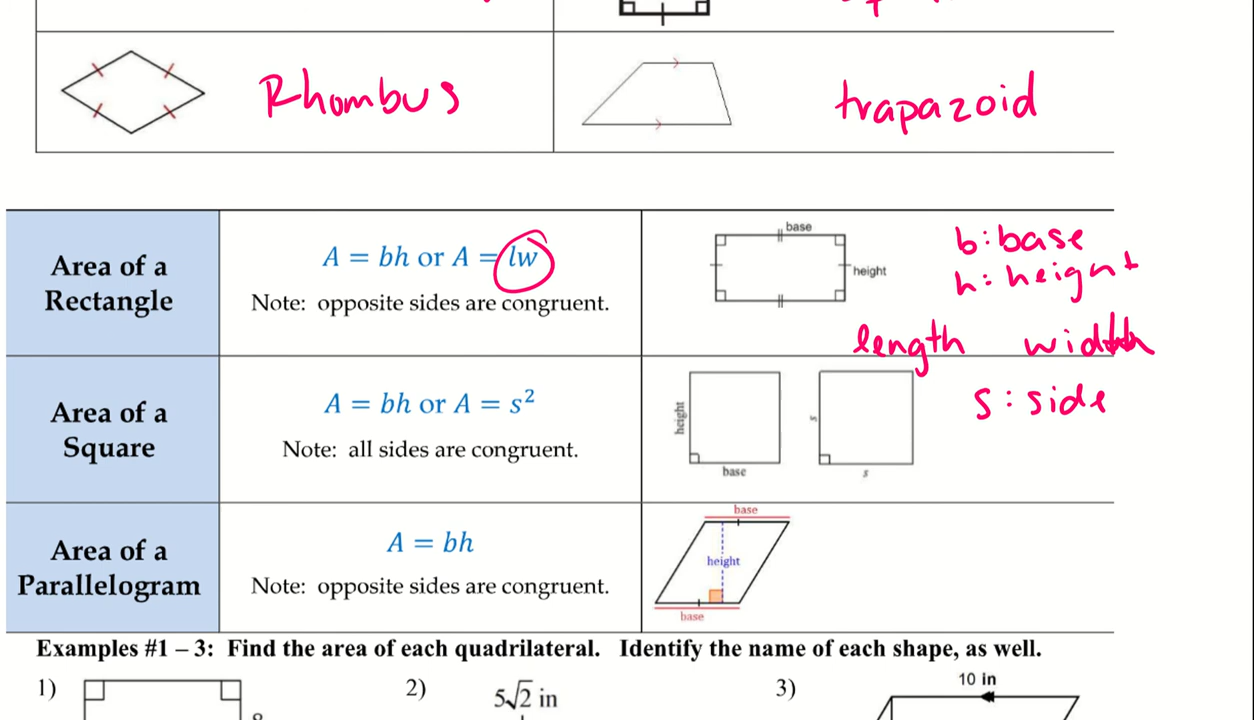 Rhombus
trapazoid
Area of a
Rectangle
A = bh or A = lw
Note: opposite sides are congruent.
base
height
b: base
h: height
length width
Area of a
Square
A = bh or A = s²
Note: all sides are congruent.
height
base
s
s
s: side
Area of a
Parallelogram
A = bh
Note: opposite sides are congruent.
base
height
base
Examples #1 – 3: Find the area of each quadrilateral. Identify the name of each shape, as well.
1)
2)
5√2 in
3)
10 in